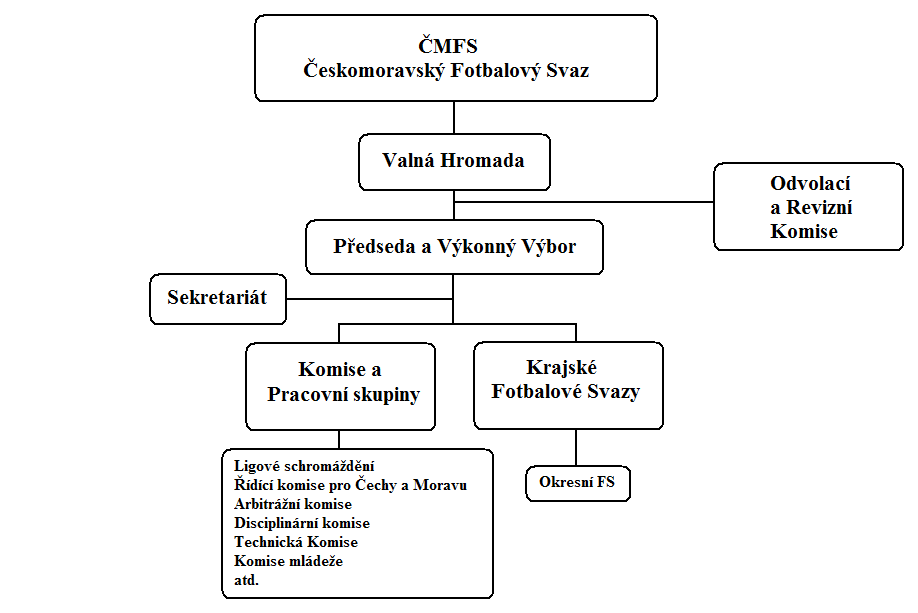 ČMFS
Českomoravský Fotbalový Svaz
Valná Hromada
Odvolací
a Revizní
Komise
Předseda a Výkonný Výbor
Sekretariát
Komise a
Pracovní skupiny
Krajské
Fotbalové Svazy
Ligové schromáždění
Řídící komise pro Čechy a Moravu
Arbitrážní komise
Disciplinární komise
Technická Komise
Komise mládeže
atd.
Okresní FS